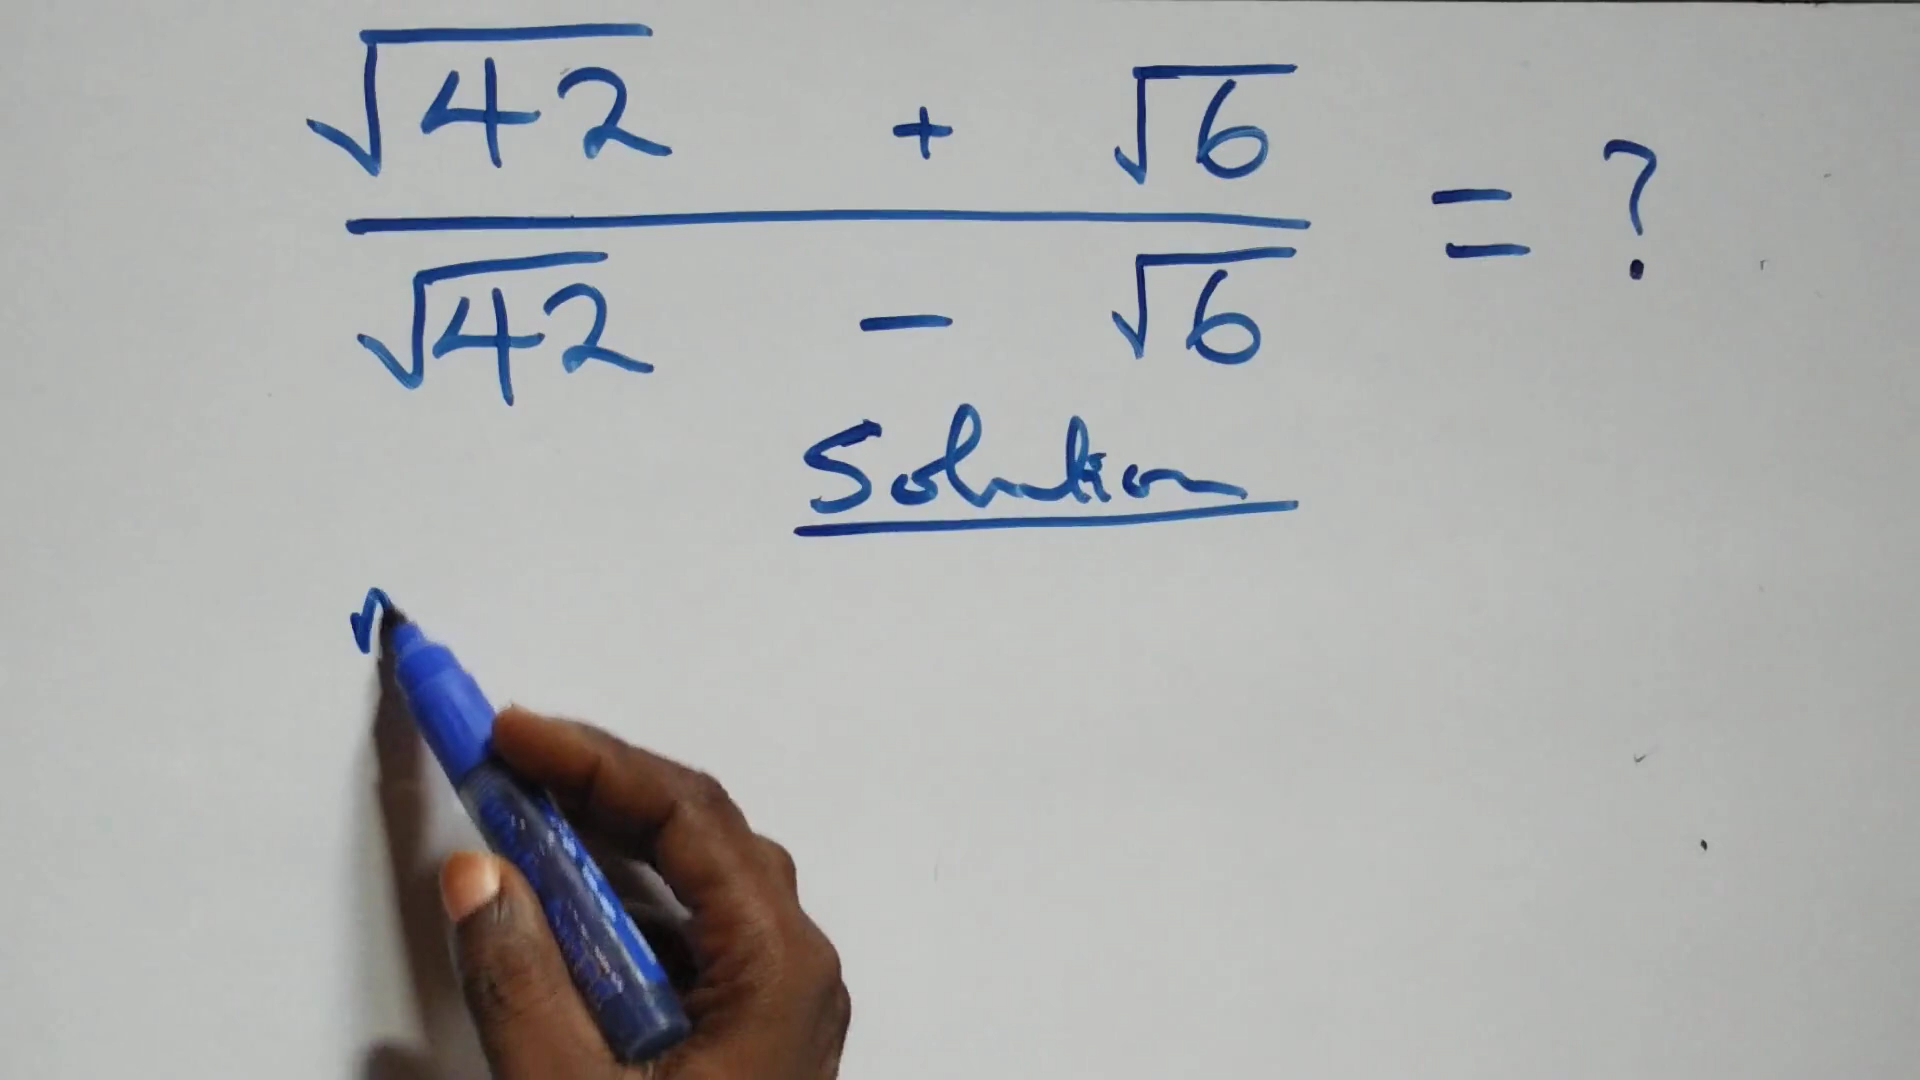 √42 + √6 = ?
√42 - √6
Solution